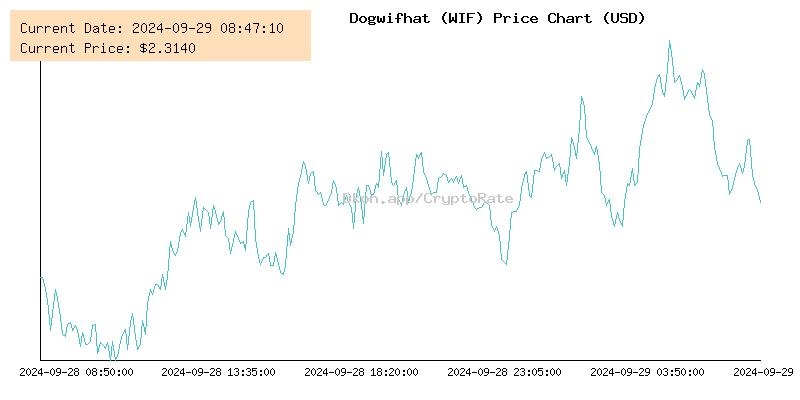 Dogwifhat (WIF) Price Chart (USD)
Current Date: 2024-09-29 08:47:10
Current Price: $2.3140
Dkon.app/CryptoRate
2024-09-28 08:50:00 2024-09-28 13:35:00 2024-09-28 18:20:00 2024-09-28 23:05:00 2024-09-29 03:50:00 2024-09-29